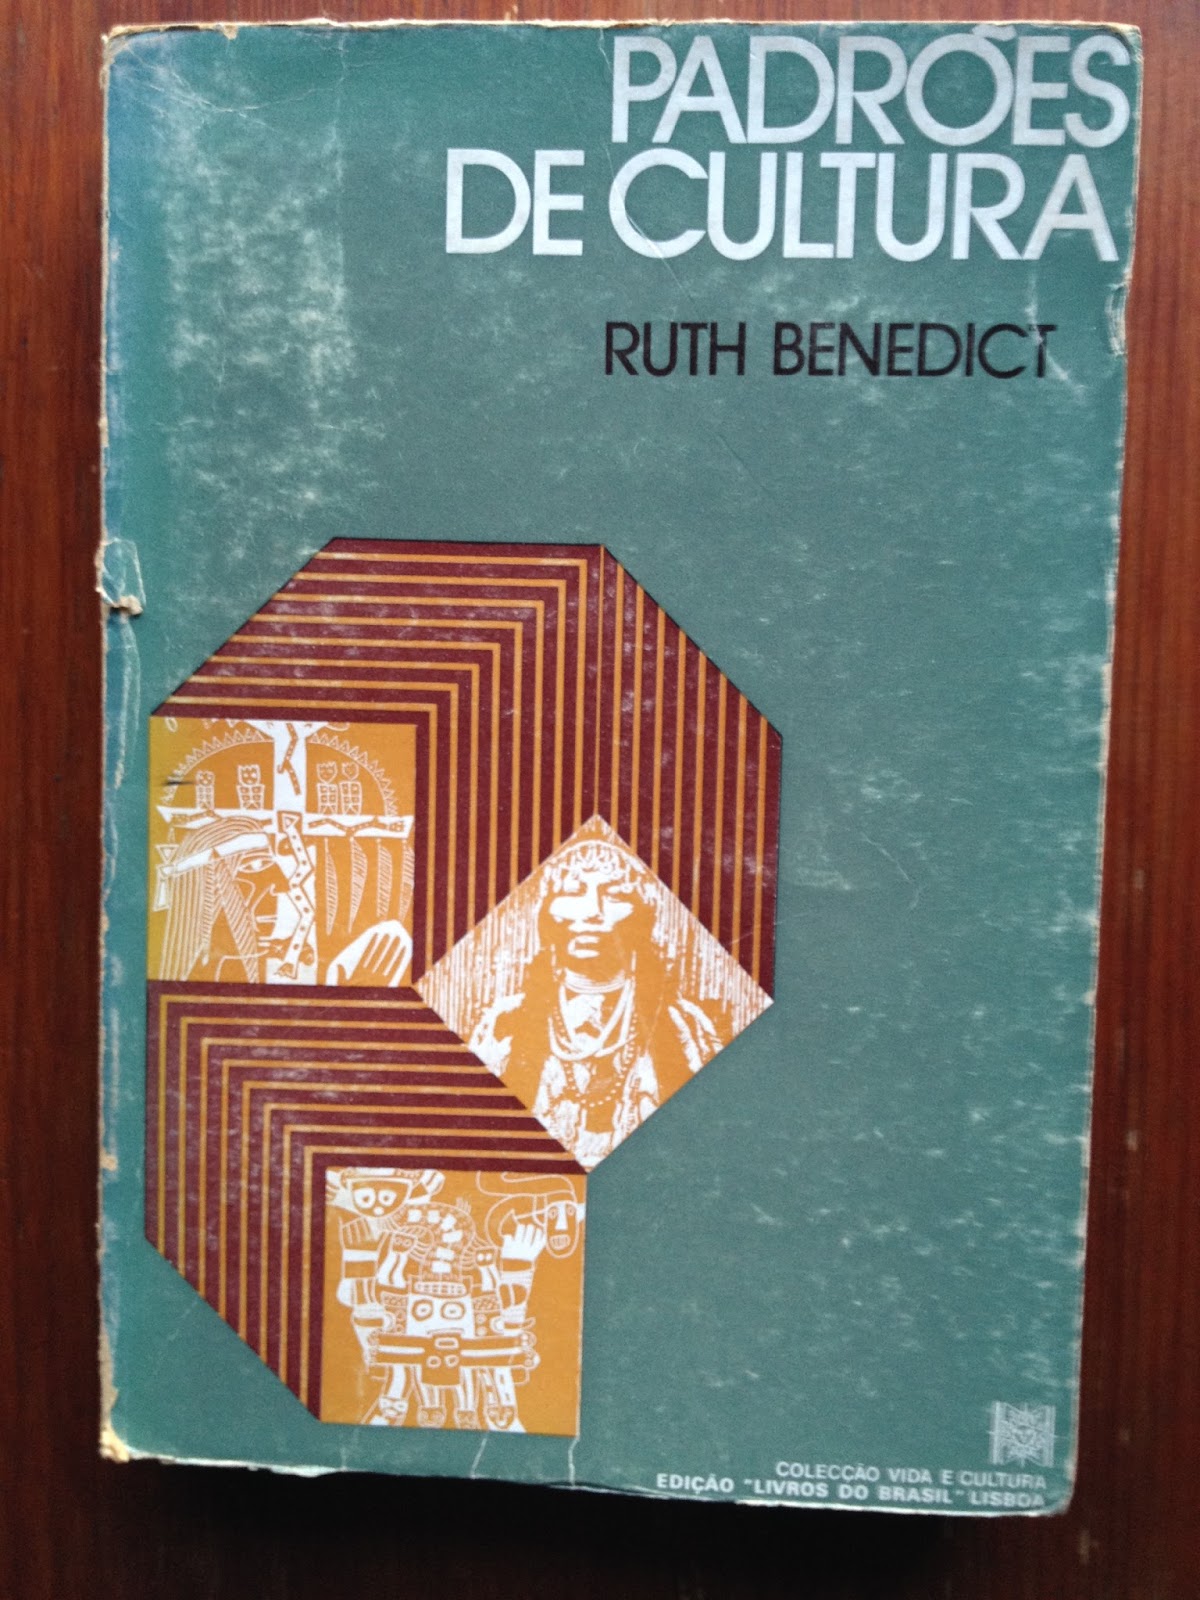 PADRÕES
DE CULTURA
RUTH BENEDICT
COLECÇÃO VIDA E CULTURA
EDIÇÃO "LIVROS DO BRASIL" LISBOA